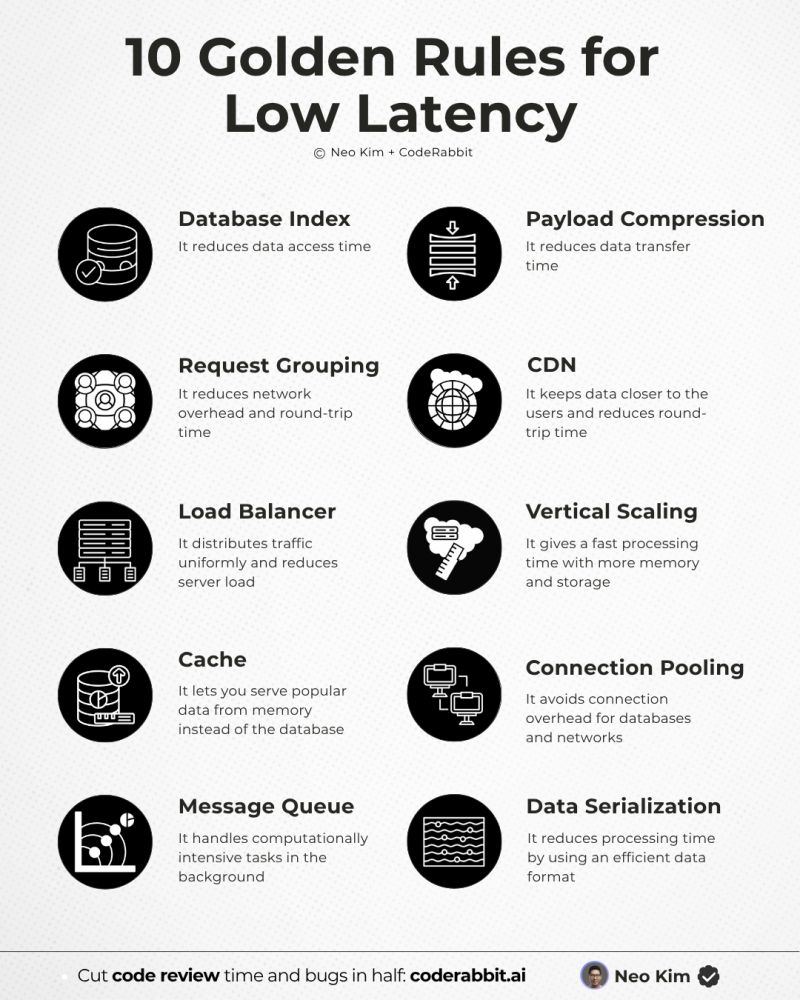 10 Golden Rules for
Low Latency
© Neo Kim + CodeRabbit
Database Index
It reduces data access time
Payload Compression
It reduces data transfer
time
Request Grouping
It reduces network
overhead and round-trip
time
CDN
It keeps data closer to the
users and reduces round-
trip time
Load Balancer
It distributes traffic
uniformly and reduces
server load
Vertical Scaling
It gives a fast processing
time with more memory
and storage
Cache
It lets you serve popular
data from memory
instead of the database
Connection Pooling
It avoids connection
overhead for databases
and networks
Message Queue
It handles computationally
intensive tasks in the
background
Data Serialization
It reduces processing time
by using an efficient data
format
Cut code review time and bugs in half: coderabbit.ai
Neo Kim